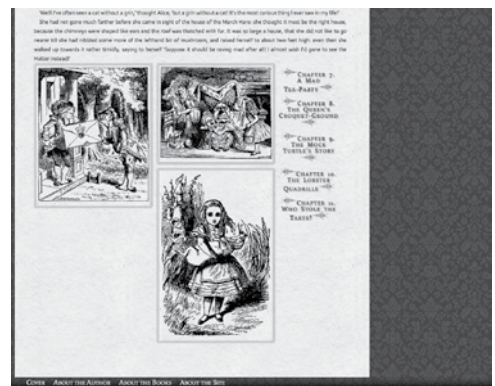 "Well! I've often seen a cat without a grin," thought Alice; "but a grin without a cat! It's the most curious thing I ever saw in my life!"
She had not gone much farther before she came in sight of the house of the March Hare: she thought it must be the right house,
because the chimneys were shaped like ears and the roof was thatched with fur. It was so large a house, that she did not like to go
nearer till she had nibbled some more of the lefthand bit of mushroom, and raised herself to about two feet high: even then she
walked up towards it rather timidly, saying to herself "Suppose it should be raving mad after all! I almost wish I'd gone to see the
Hatter instead!"
Chapter 7.
A Mad
Tea-Party
Chapter 8.
The Queen's
Croquet-Ground
Chapter 9.
The Mock
Turtle's Story
Chapter 10.
The Lobster
Quadrille
Chapter 11.
Who Stole the
Tarts?
Cover About the Author About the Books About the Site